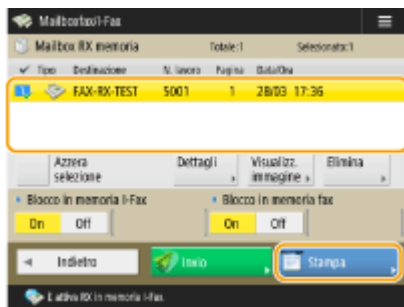 Mailbox fax/I-Fax
Mailbox RX memoria Totale:1 Selezionato:1
Tipo Destinazione N. lavoro Pagina Data/Ora
FAX-RX-TEST 5001 1 28/03 17:36
Azzera selezione Dettagli Visualizz. immagine Elimina
Blocco in memoria I-Fax Blocco in memoria fax
On Off On Off
Indietro Invio Stampa
È attiva RX in memoria I-Fax.